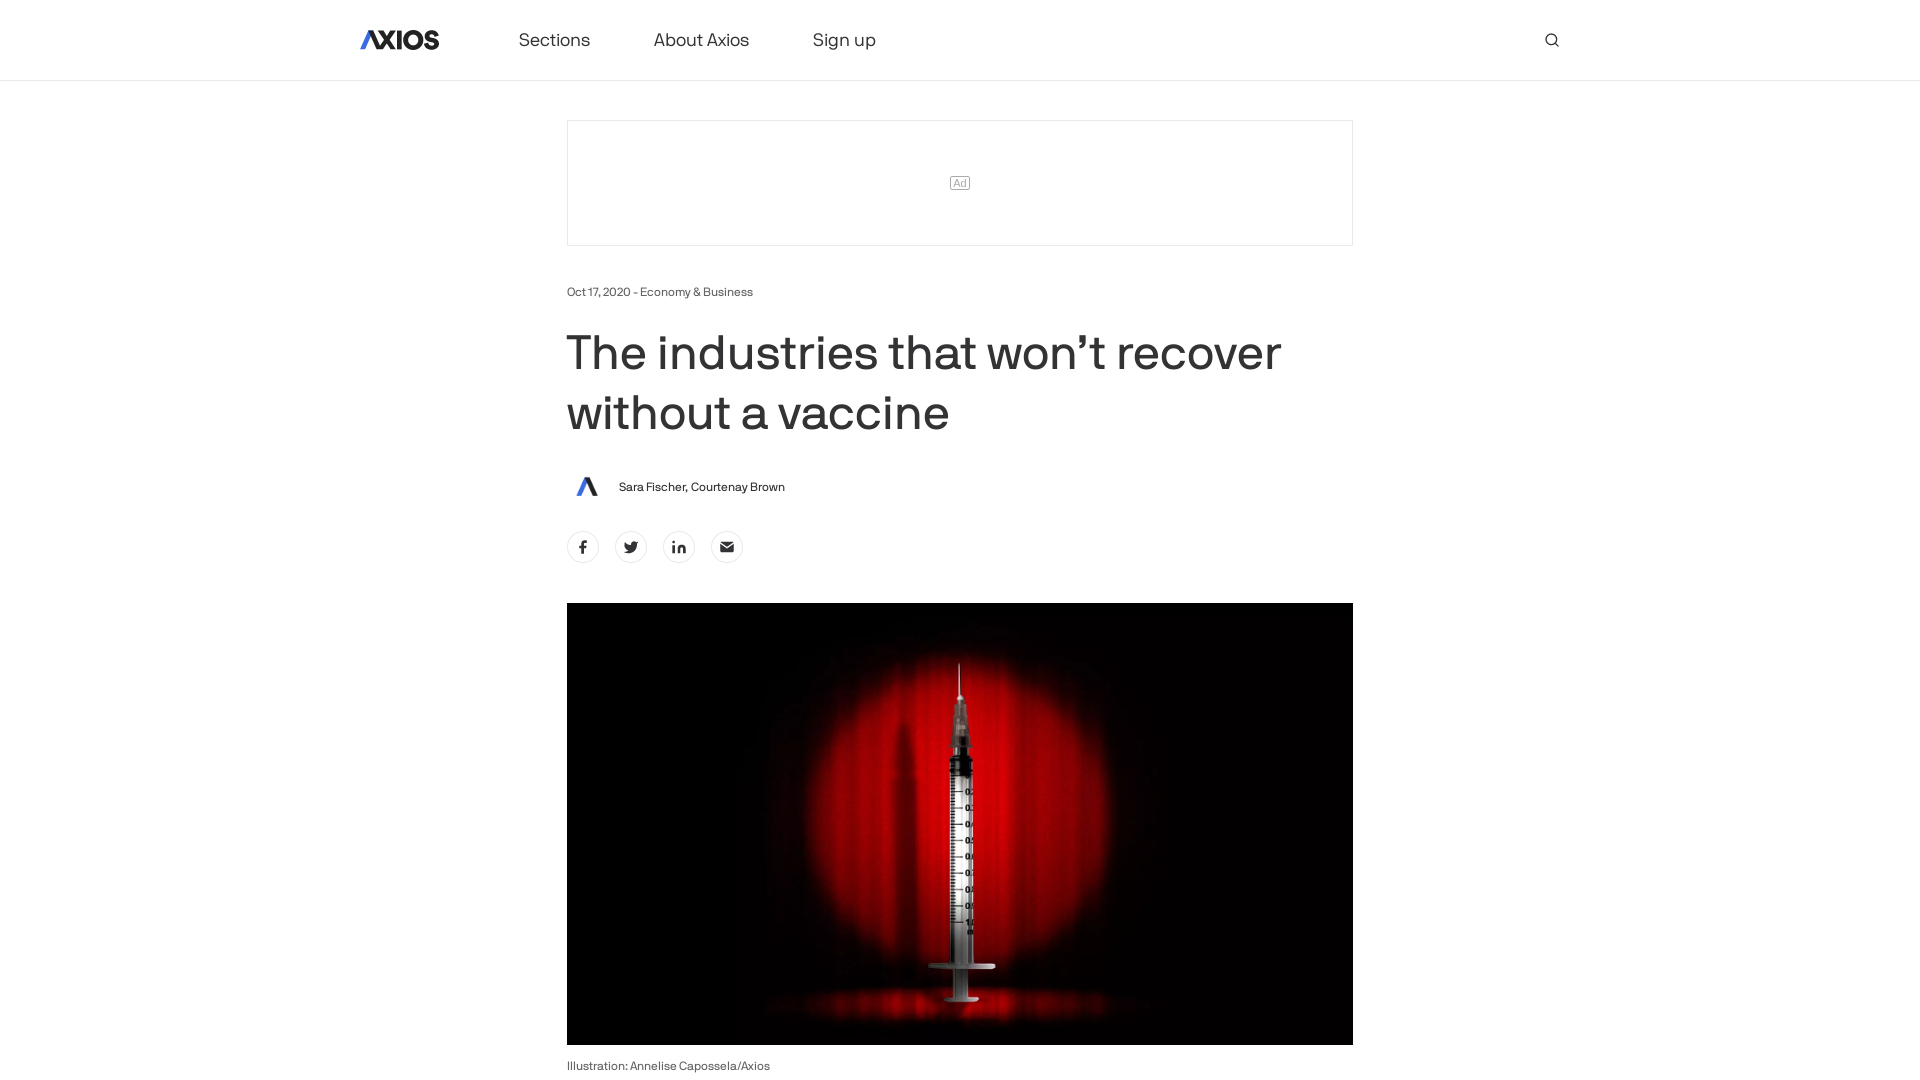 AXIOS
Sections
About Axios
Sign up
Ad
Oct 17, 2020 - Economy & Business
The industries that won’t recover
without a vaccine
Sara Fischer, Courtenay Brown
Illustration: Annelise Capossela/Axios